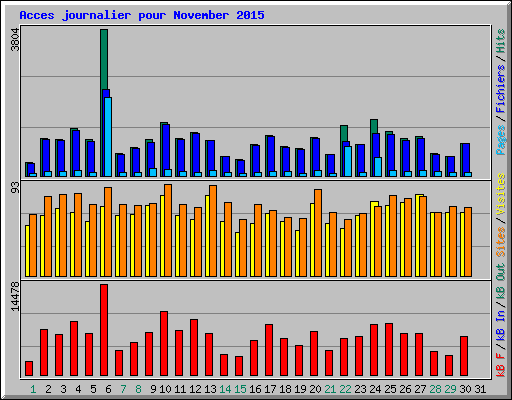 Acces journalier pour November 2015
3804
93
14478
Pages / Fichiers / Hits
Sites / Visites
kB F / kB In / kB Out
1 2 3 4 5 6 7 8 9 10 11 12 13 14 15 16 17 18 19 20 21 22 23 24 25 26 27 28 29 30 31